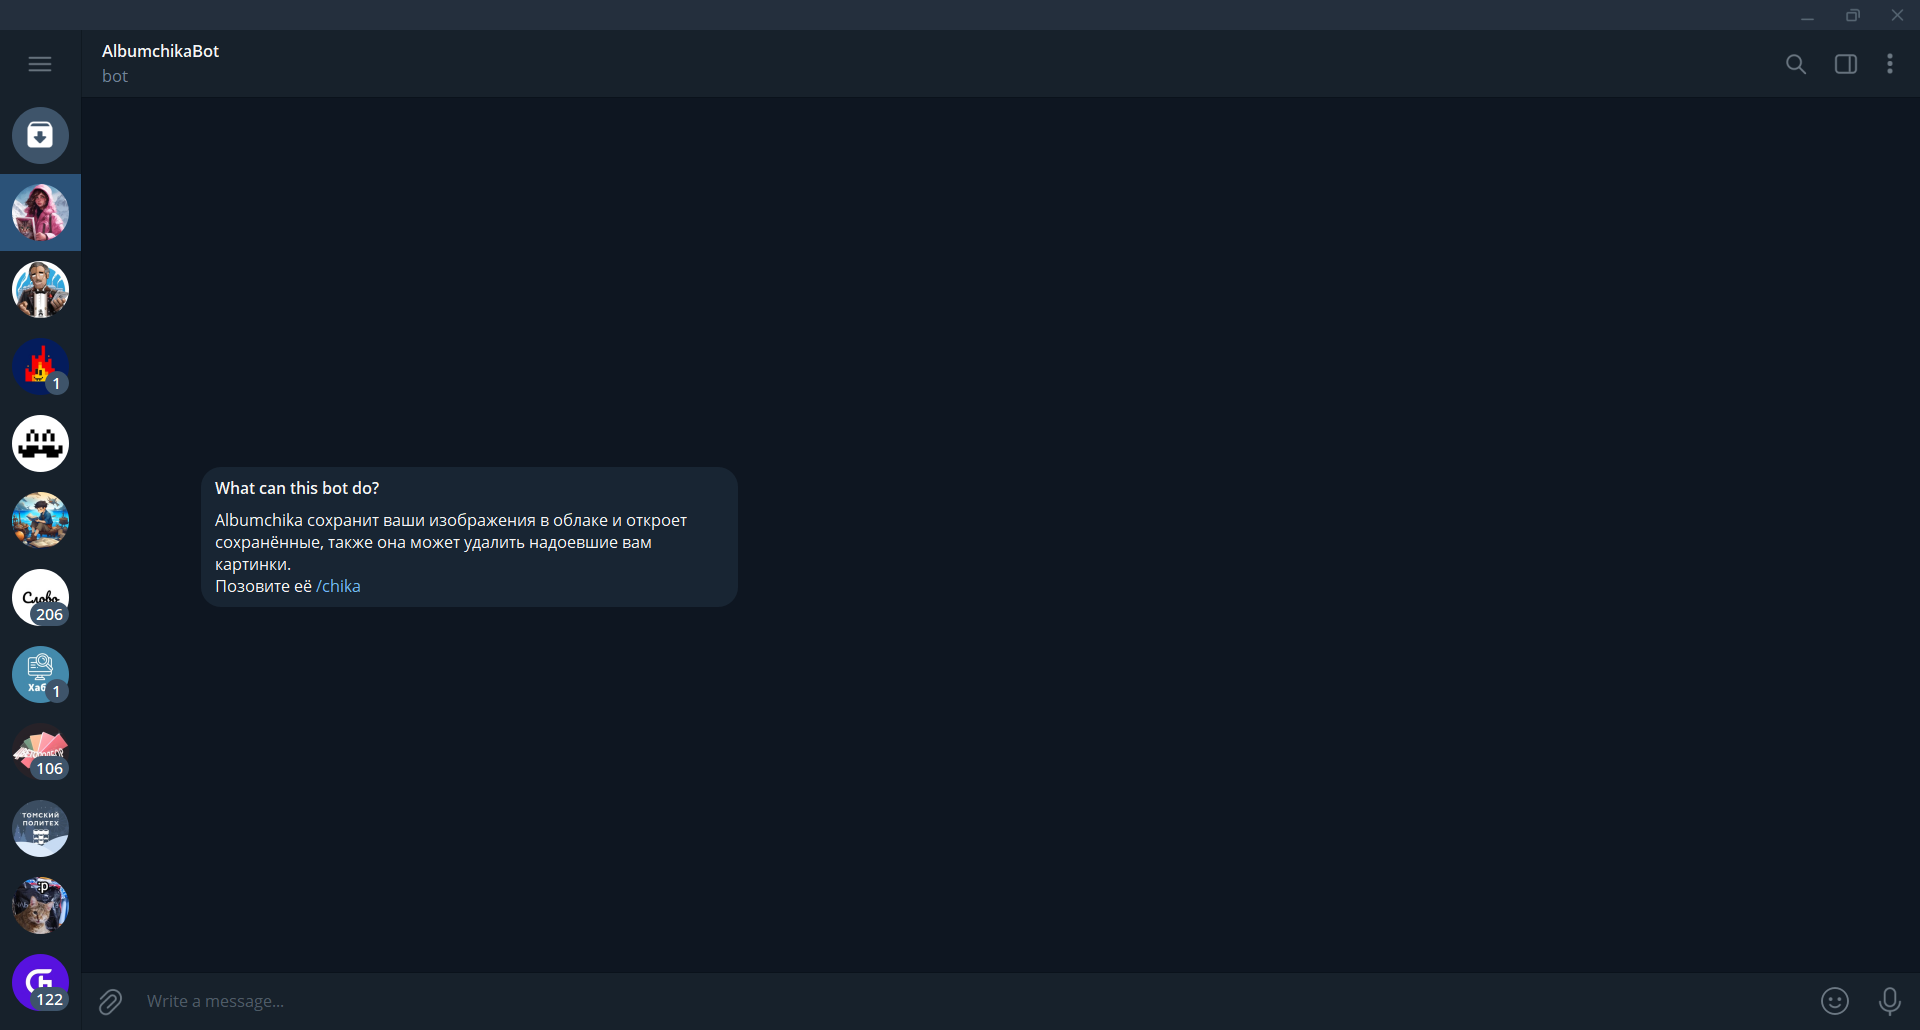 AlbumchikaBot
bot
1
What can this bot do?
Albumchika сохранит ваши изображения в облаке и откроет
сохранённые, также она может удалить надоевшие вам
картинки.
Позовите её /chika
Слово
206
1
106
ТОМСКИЙ
ПОЛИТЕХ
:p
122
Write a message...